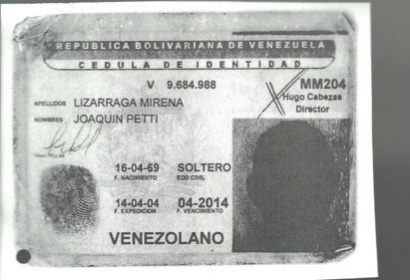 REPUBLICA BOLIVARIANA DE VENEZUELA
CEDULA DE IDENTIDAD
V 9.684.988
MM204
Hugo Cabezas
Director
APELLIDOS LIZARRAGA MIRENA
NOMBRES JOAQUIN PETTI
16-04-69 SOLTERO
F. NACIMIENTO EDO CIVIL
14-04-04 04-2014
F. EXPEDICION F. VENCIMIENTO
VENEZOLANO